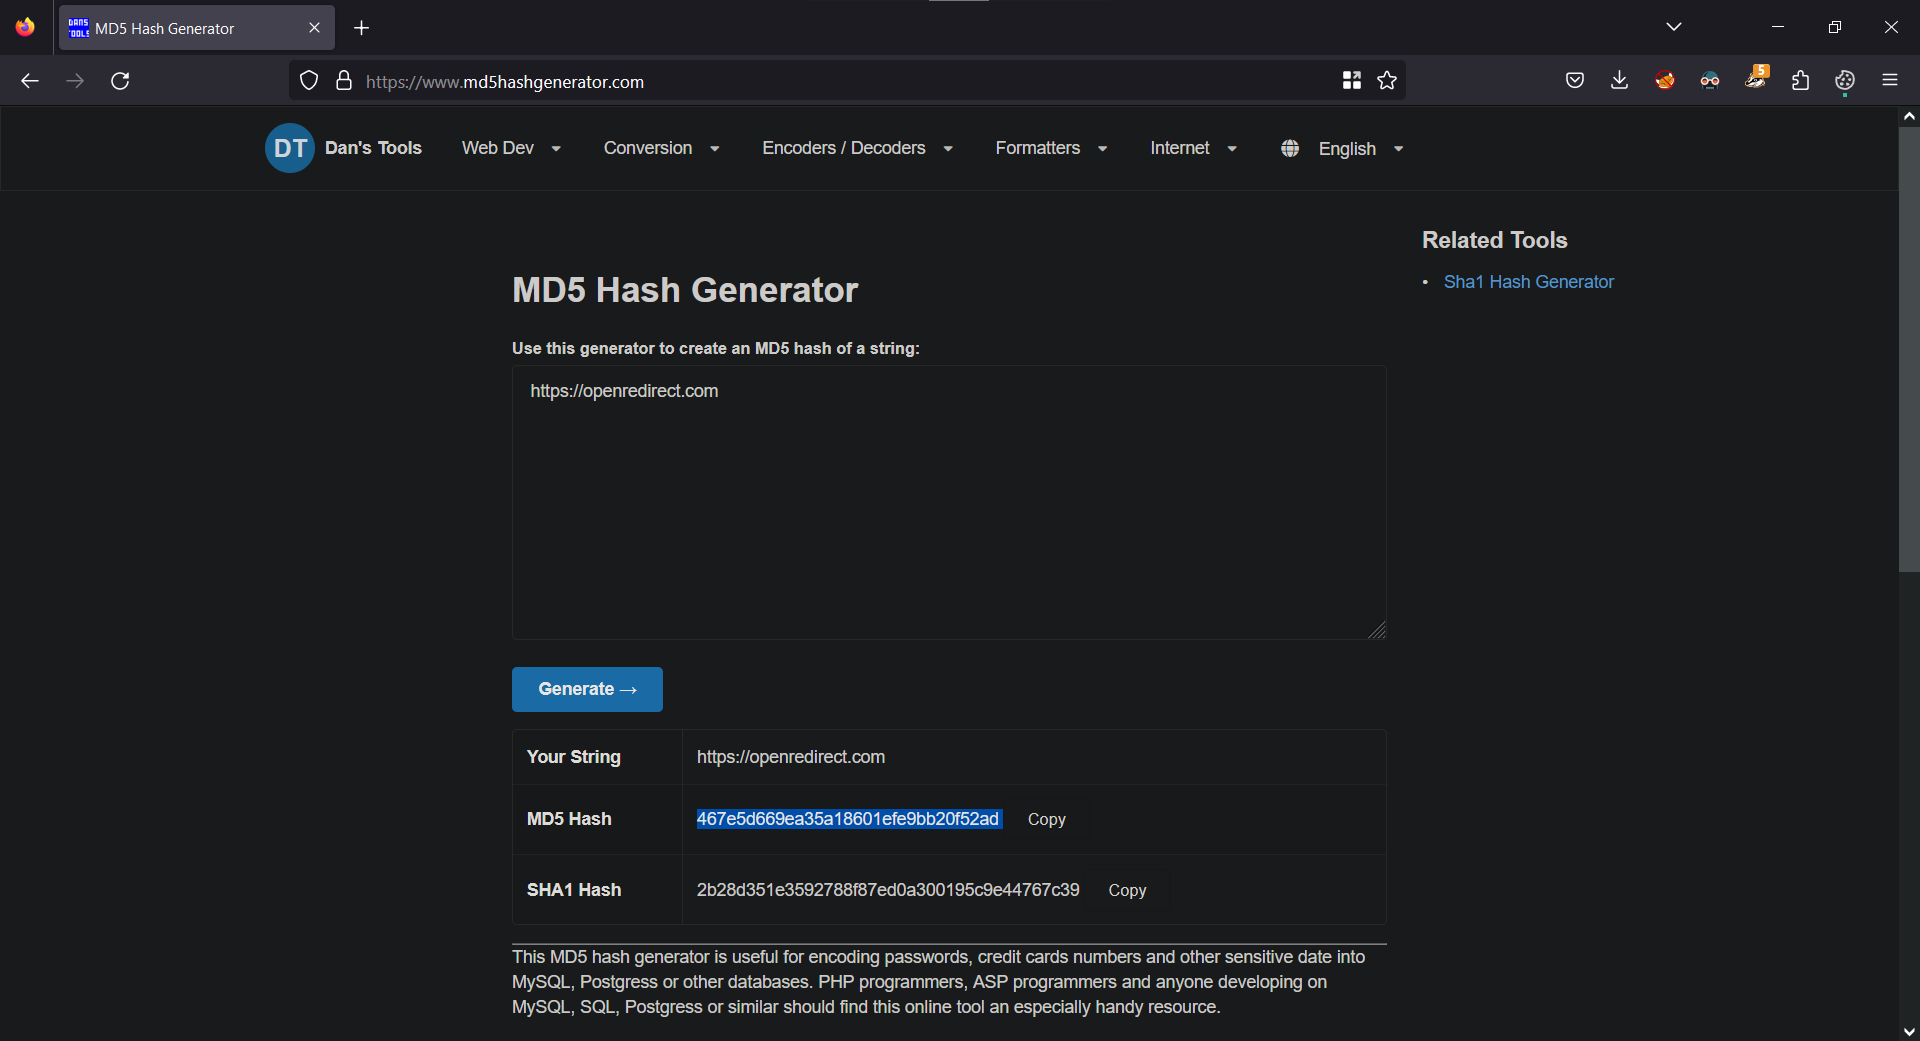 DANS TOOLS MD5 Hash Generator
https://www.md5hashgenerator.com
5
DT Dan's Tools Web Dev Conversion Encoders / Decoders Formatters Internet English
Related Tools
• Sha1 Hash Generator
MD5 Hash Generator
Use this generator to create an MD5 hash of a string:
https://openredirect.com
Generate →
Your String https://openredirect.com
MD5 Hash 467e5d669ea35a18601efe9bb20f52ad Copy
SHA1 Hash 2b28d351e3592788f87ed0a300195c9e44767c39 Copy
This MD5 hash generator is useful for encoding passwords, credit cards numbers and other sensitive date into
MySQL, Postgress or other databases. PHP programmers, ASP programmers and anyone developing on
MySQL, SQL, Postgress or similar should find this online tool an especially handy resource.